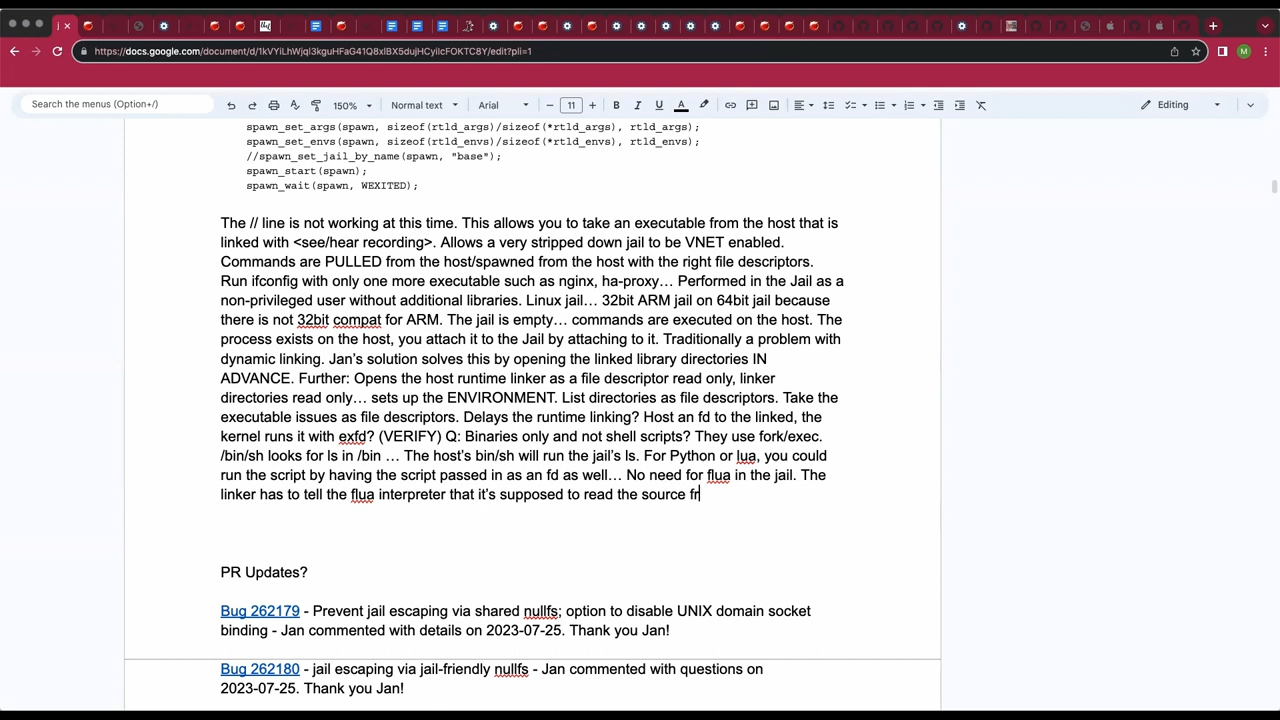 https://docs.google.com/document/d/1kVYiLhWjql3kguHFaG41Q8xlBX5dujHCyilcFOKTC8Y/edit?pli=1
M
Search the menus (Option+/)
150%
Normal text
Arial
11
B
I
U
A
Editing
spawn_set_args(spawn, sizeof(rtld_args)/sizeof(*rtld_args), rtld_args);
spawn_set_envs(spawn, sizeof(rtld_envs)/sizeof(*rtld_envs), rtld_envs);
//spawn_set_jail_by_name(spawn, "base");
spawn_start(spawn);
spawn_wait(spawn, WEXITED);
The // line is not working at this time. This allows you to take an executable from the host that is
linked with <see/hear recording>. Allows a very stripped down jail to be VNET enabled.
Commands are PULLED from the host/spawned from the host with the right file descriptors.
Run ifconfig with only one more executable such as nginx, ha-proxy… Performed in the Jail as a
non-privileged user without additional libraries. Linux jail… 32bit ARM jail on 64bit jail because
there is not 32bit compat for ARM. The jail is empty… commands are executed on the host. The
process exists on the host, you attach it to the Jail by attaching to it. Traditionally a problem with
dynamic linking. Jan’s solution solves this by opening the linked library directories IN
ADVANCE. Further: Opens the host runtime linker as a file descriptor read only, linker
directories read only… sets up the ENVIRONMENT. List directories as file descriptors. Take the
executable issues as file descriptors. Delays the runtime linking? Host an fd to the linked, the
kernel runs it with exfd? (VERIFY) Q: Binaries only and not shell scripts? They use fork/exec.
/bin/sh looks for ls in /bin … The host’s bin/sh will run the jail’s ls. For Python or lua, you could
run the script by having the script passed in as an fd as well… No need for flua in the jail. The
linker has to tell the flua interpreter that it’s supposed to read the source fr
PR Updates?
Bug 262179 - Prevent jail escaping via shared nullfs; option to disable UNIX domain socket
binding - Jan commented with details on 2023-07-25. Thank you Jan!
Bug 262180 - jail escaping via jail-friendly nullfs - Jan commented with questions on
2023-07-25. Thank you Jan!